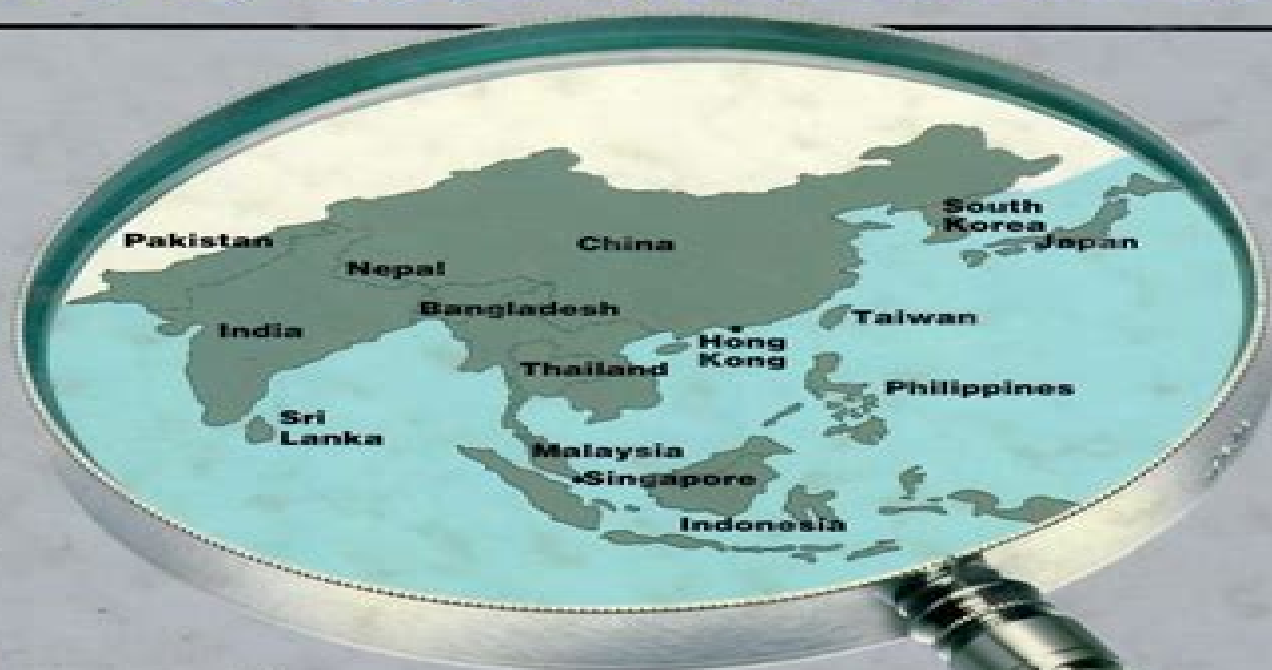 South
Korea
Pakistan
China
Japan
Nepal
Bangladesh
India
Taiwan
Hong
Kong
Thailand
Philippines
Sri
Lanka
Malaysia
Singapore
Indonesia